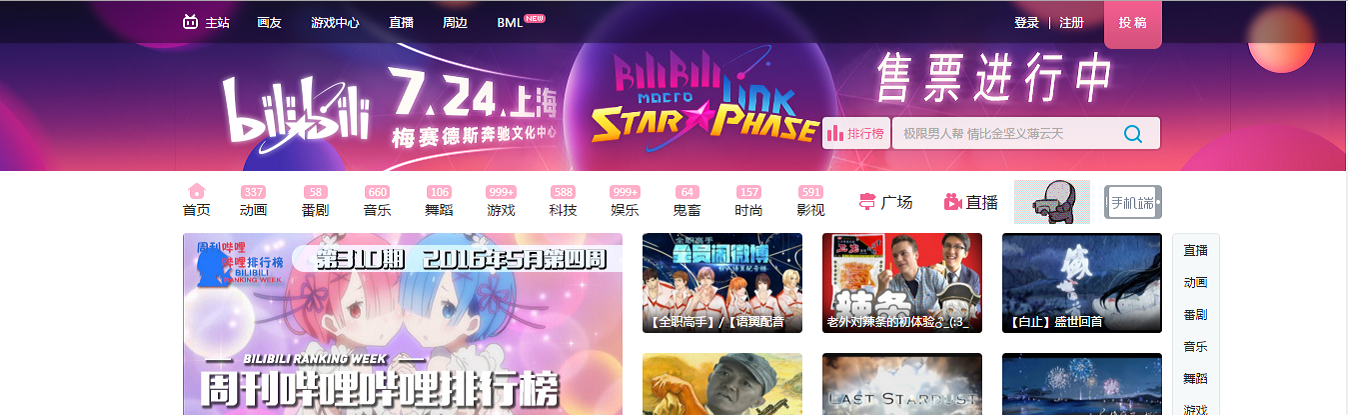 主站 画友 游戏中心 直播 周边 BML NEW 登录 | 注册 投 稿
bilibili 7.24.上海 BiLiBiLi MACRO link 售票进行中
梅赛德斯奔驰文化中心 STAR★PHASE 排行榜 极限男人帮 情比金坚义薄云天
337 58 660 106 999+ 588 999+ 64 157 591
首页 动画 番剧 音乐 舞蹈 游戏 科技 娱乐 鬼畜 时尚 影视 广场 直播 手机端
周刊哔哩
哔哩排行榜
BILIBILI
RANKING WEEK
第310期 2016年5月第四周
BILIBILI RANKING WEEK
周刊哔哩哔哩排行榜
全职高手
全员闹微博
【全职高手】/【语翼配音
辣条
老外对辣条的初体验
【白止】盛世回首
LAST STARDUST
直播
动画
番剧
音乐
舞蹈
游戏